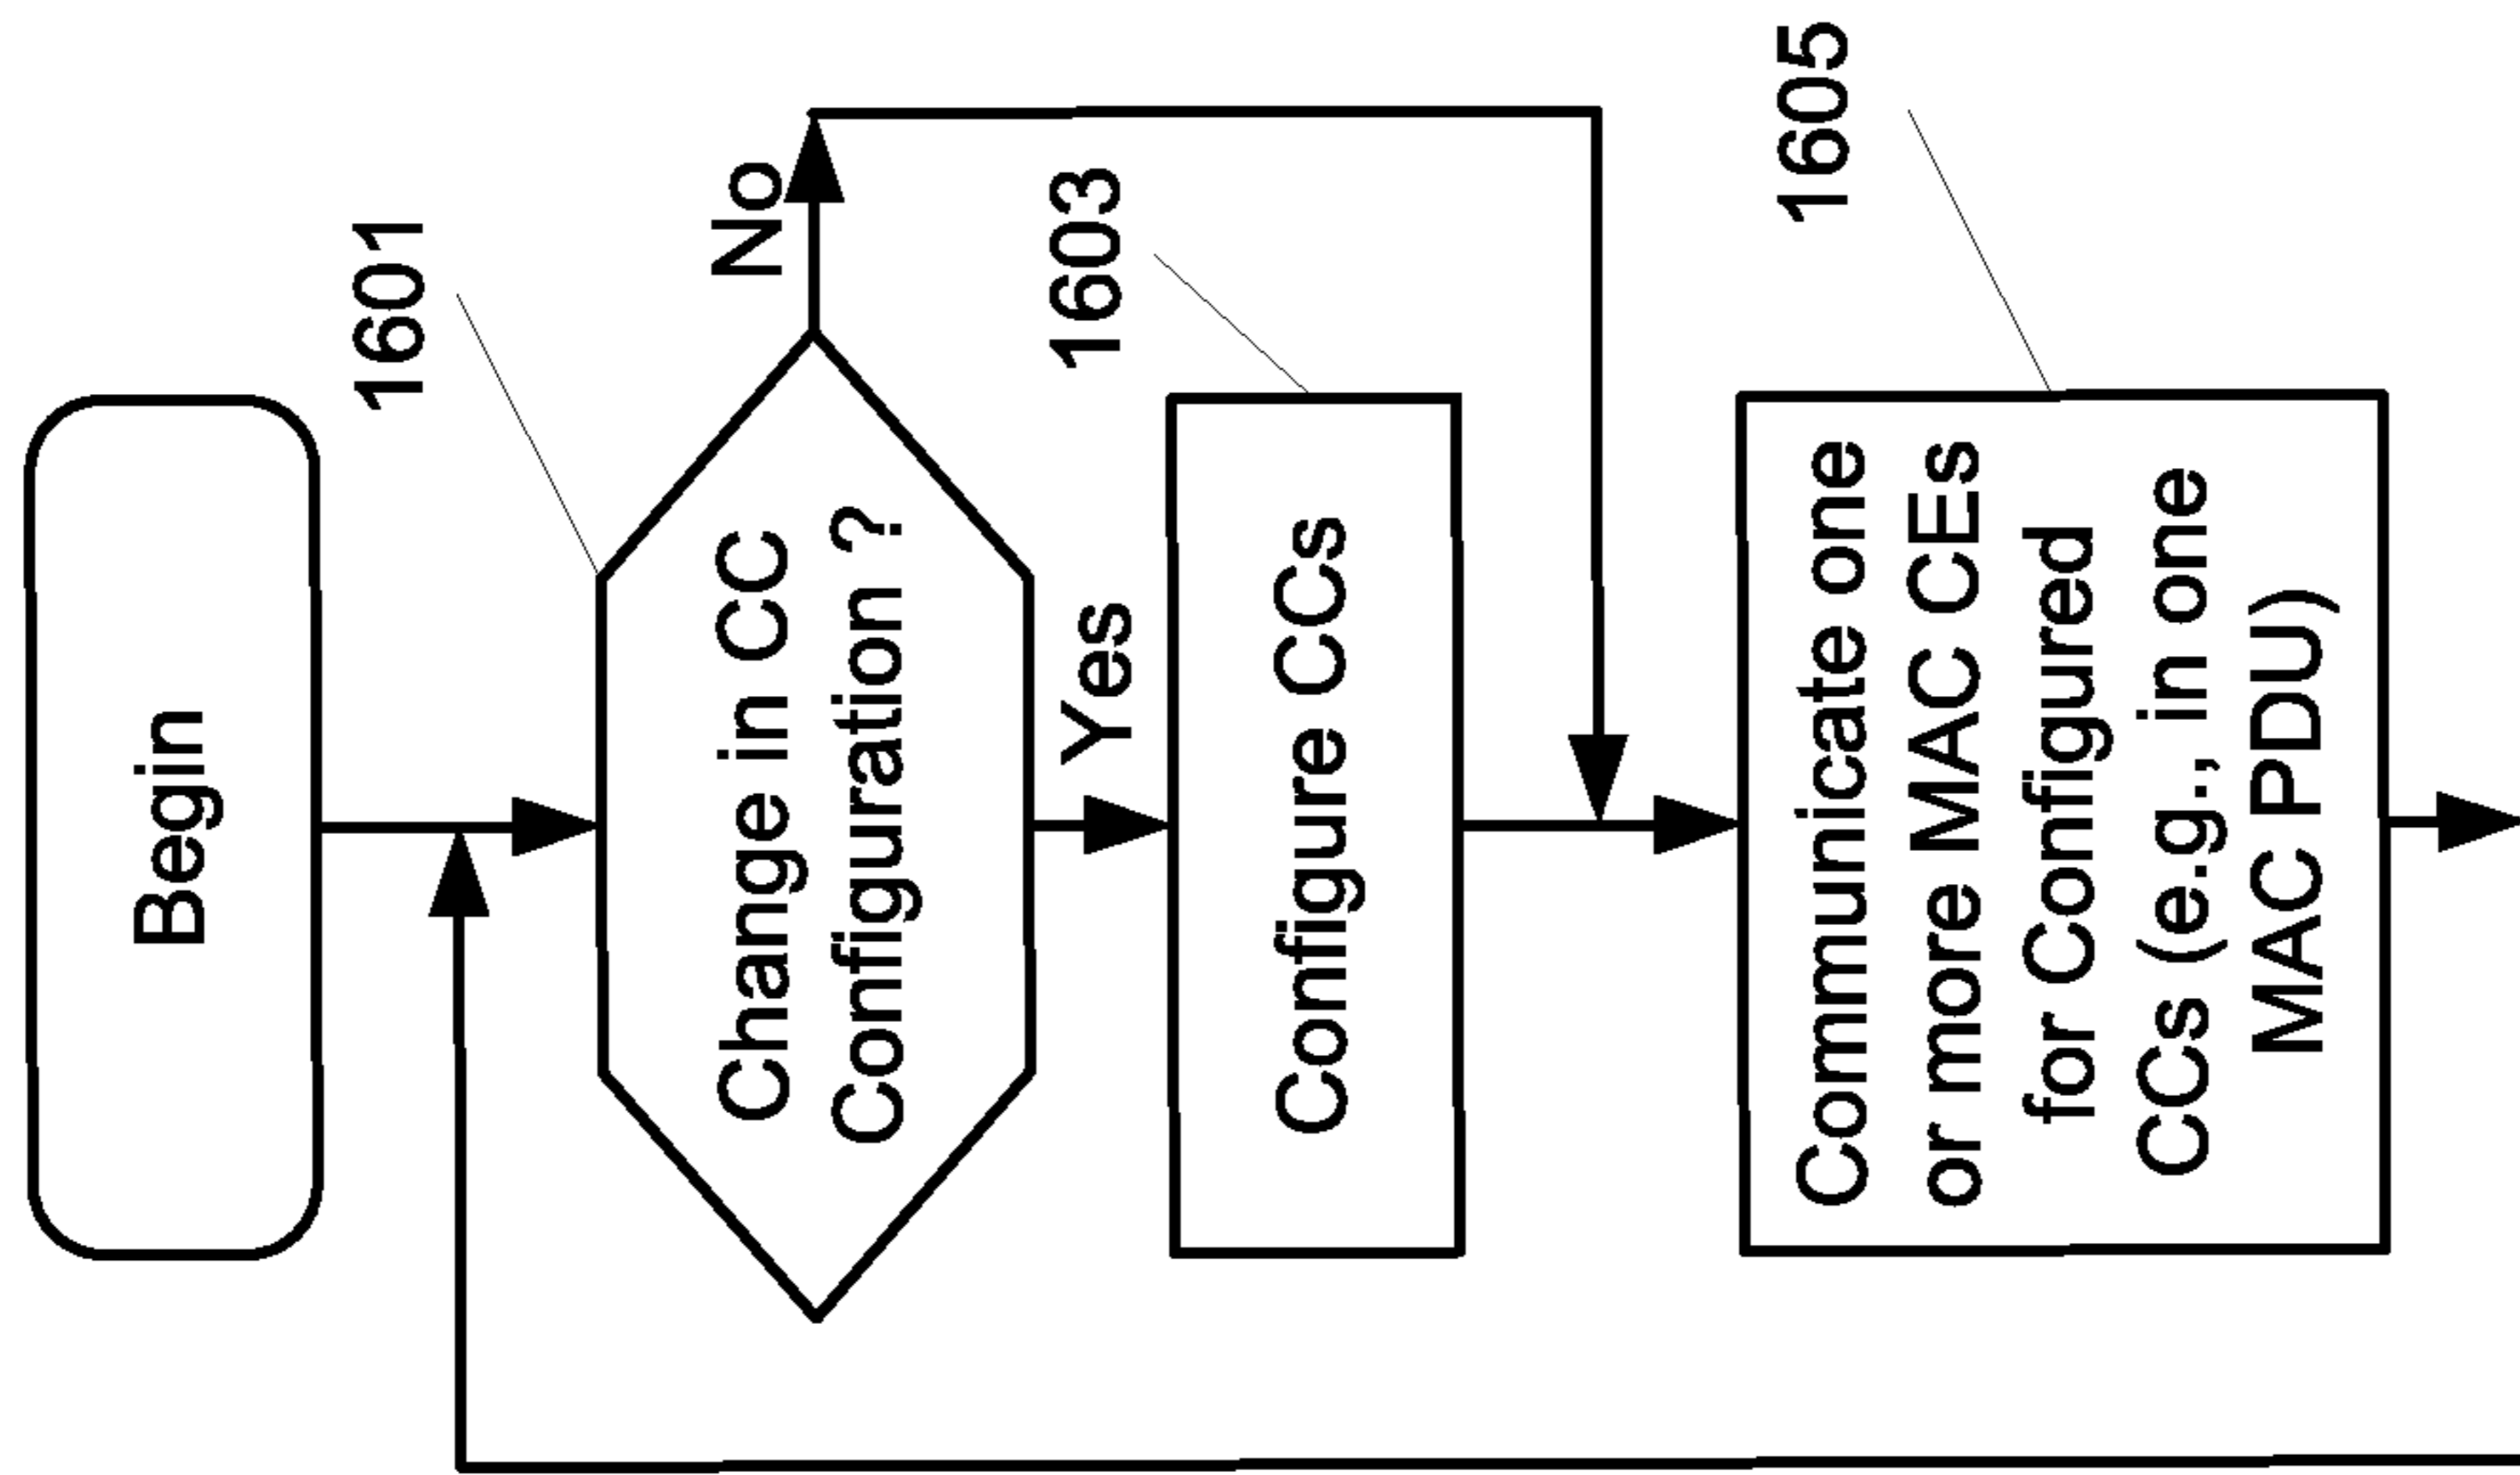 Begin
1601
Change in CC
Configuration ?
No
Yes
1603
Configure CCs
1605
Communicate one
or more MAC CEs
for Configured
CCs (e.g., in one
MAC PDU)